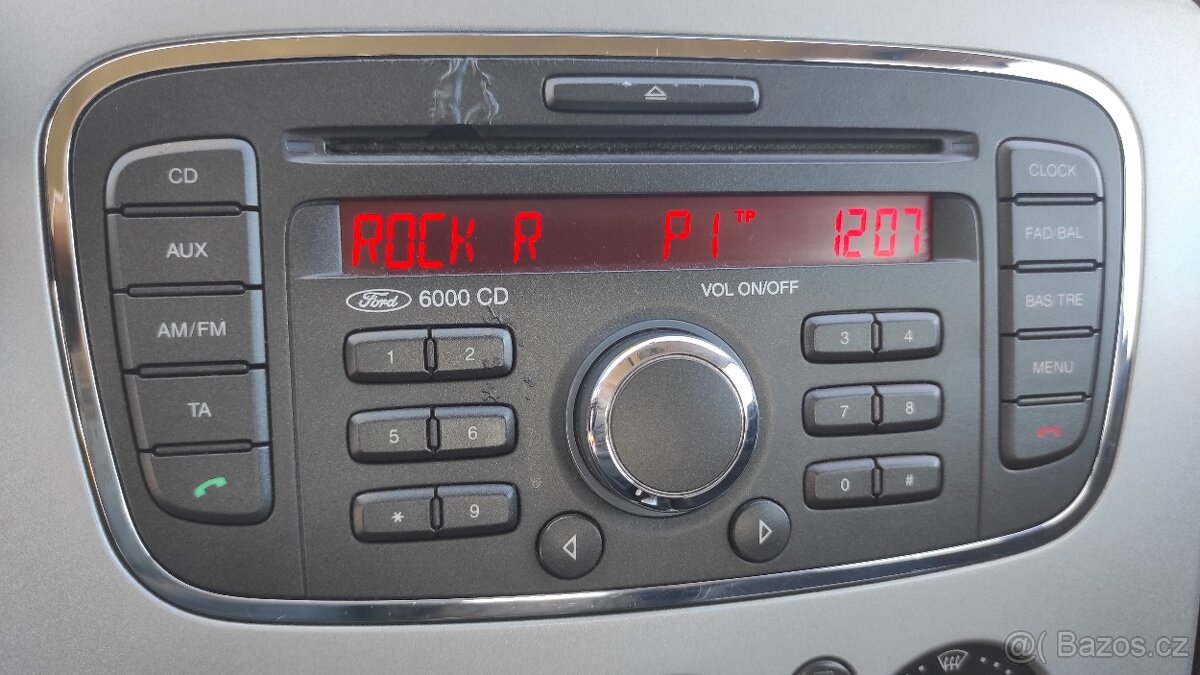 CD
AUX
AM/FM
TA
ROCK R P1 TP 1207
Ford 6000 CD
VOL ON/OFF
1 2
5 6
* 9
3 4
7 8
0 #
CLOCK
FAD/BAL
BAS/TRE
MENU
@( Bazos.cz